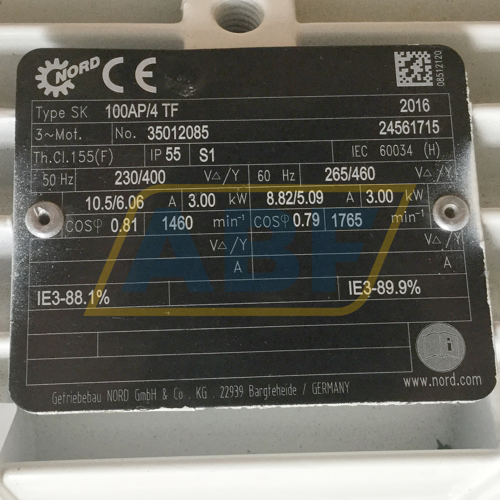 NORD CE
08512120
Type SK 100AP/4 TF 2016
3~Mot. No. 35012085 24561715
Th.Cl.155(F) IP 55 S1 IEC 60034 (H)
50 Hz 230/400 V△/Y 60 Hz 265/460 V△/Y
10.5/6.06 A 3.00 kW 8.82/5.09 A 3.00 kW
COSφ 0.81 1460 min⁻¹ COSφ 0.79 1765 min⁻¹
V△/Y V△/Y
A A
IE3-88.1% IE3-89.9%
ABF
www.nord.com
Getriebebau NORD GmbH & Co. KG . 22939 Bargteheide / GERMANY